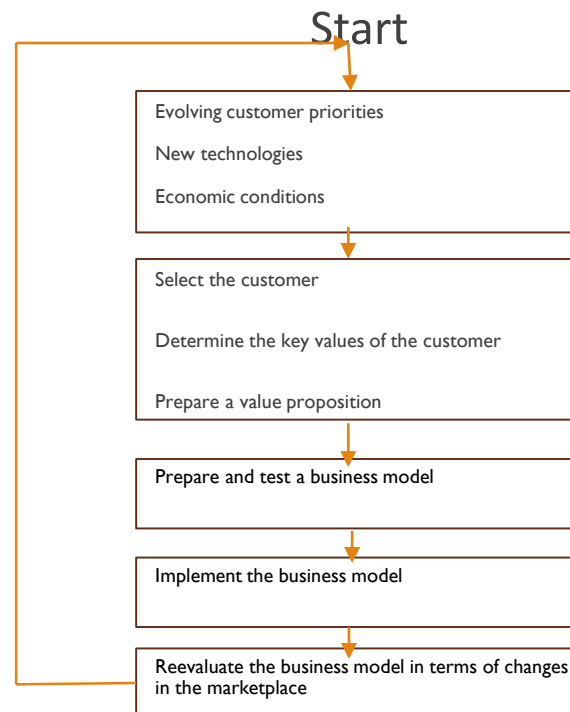 Start
Evolving customer priorities
New technologies
Economic conditions
Select the customer
Determine the key values of the customer
Prepare a value proposition
Prepare and test a business model
Implement the business model
Reevaluate the business model in terms of changes
in the marketplace